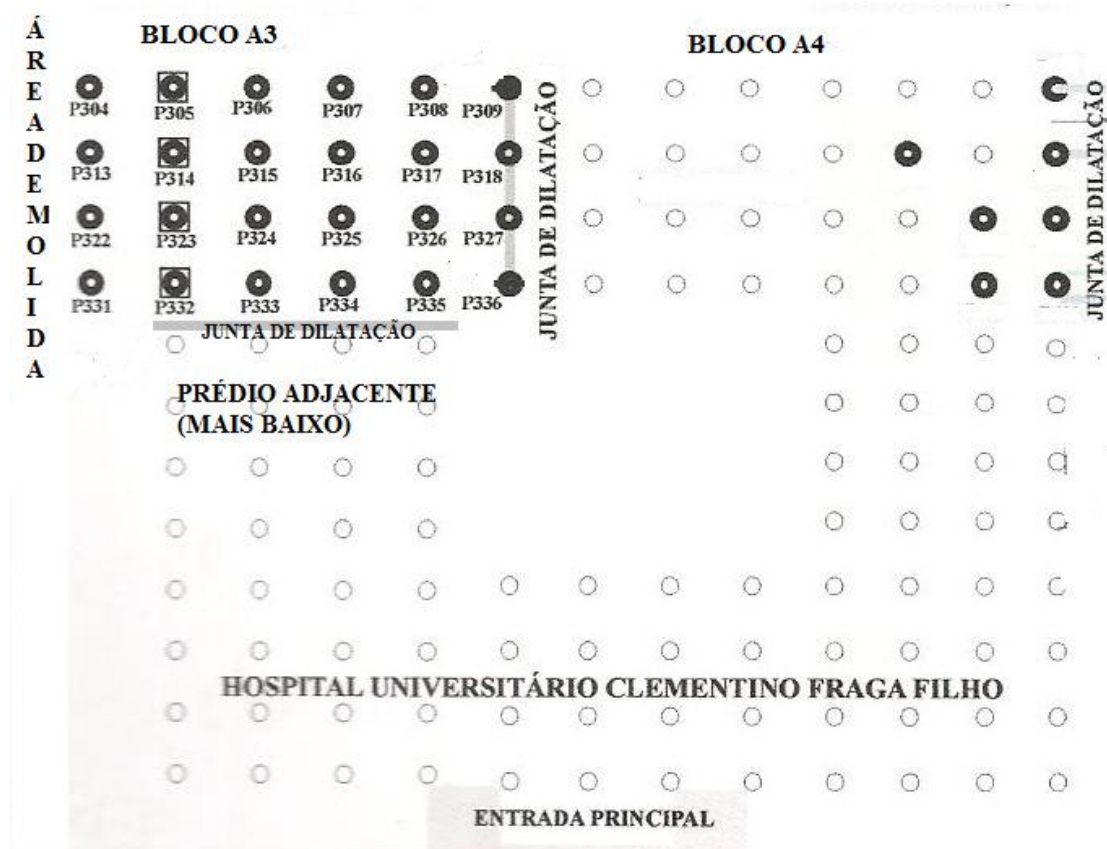 ÁREA DEMOLIDA
BLOCO A3
BLOCO A4
P304 P305 P306 P307 P308 P309
P313 P314 P315 P316 P317 P318
P322 P323 P324 P325 P326 P327
P331 P332 P333 P334 P335 P336
JUNTA DE DILATAÇÃO
JUNTA DE DILATAÇÃO
JUNTA DE DILATAÇÃO
PRÉDIO ADJACENTE
(MAIS BAIXO)
HOSPITAL UNIVERSITÁRIO CLEMENTINO FRAGA FILHO
ENTRADA PRINCIPAL